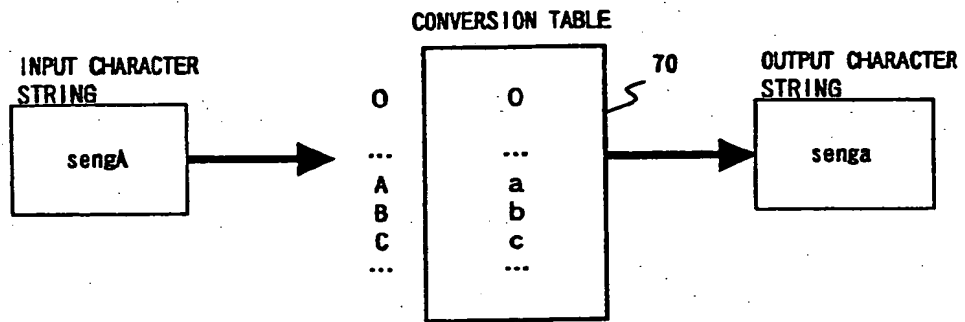 CONVERSION TABLE
INPUT CHARACTER
STRING
sengA
O O
... ...
A a
B b
C c
... ...
70
OUTPUT CHARACTER
STRING
senga